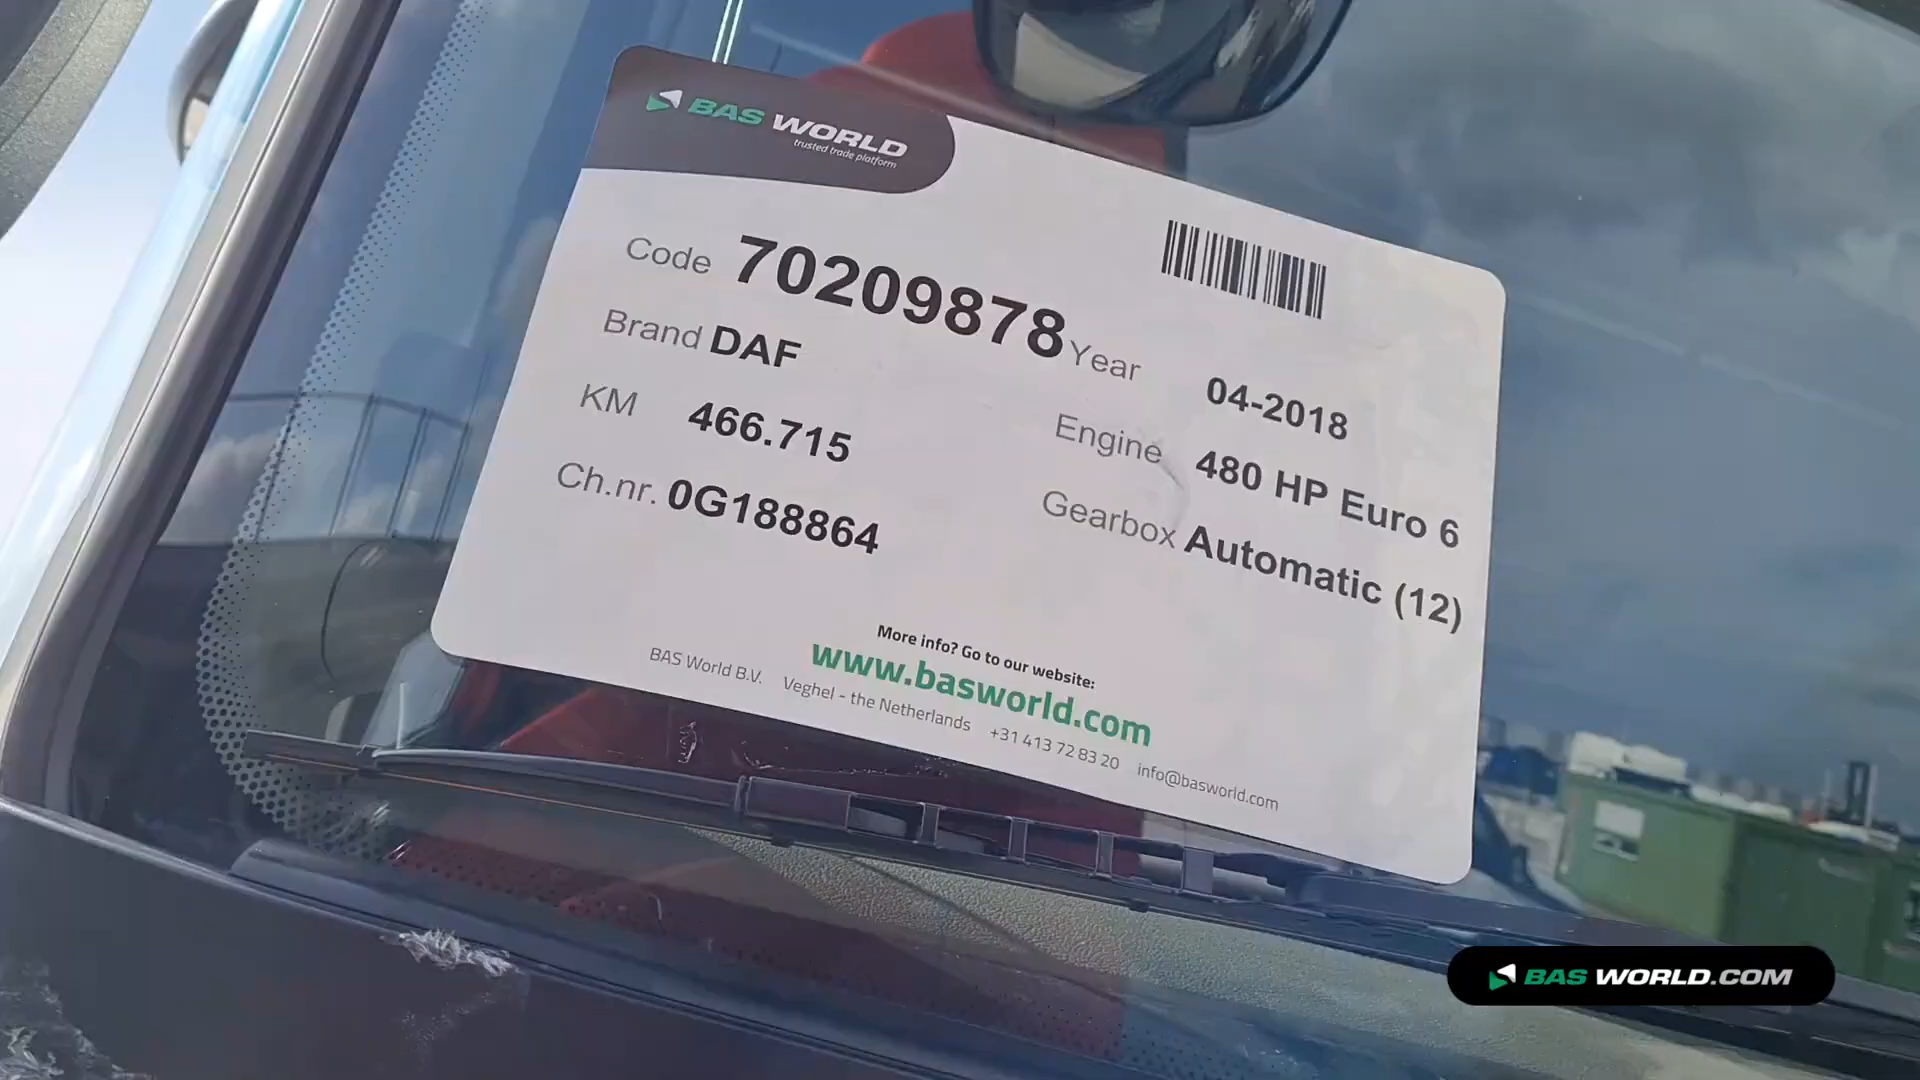 BAS WORLD
trusted trade platform
Code 70209878
Year 04-2018
Brand DAF
Engine 480 HP Euro 6
KM 466.715
Gearbox Automatic (12)
Ch.nr. 0G188864
More info? Go to our website:
www.basworld.com
BAS World B.V. Veghel - the Netherlands +31 413 72 83 20 info@basworld.com
BAS WORLD.COM